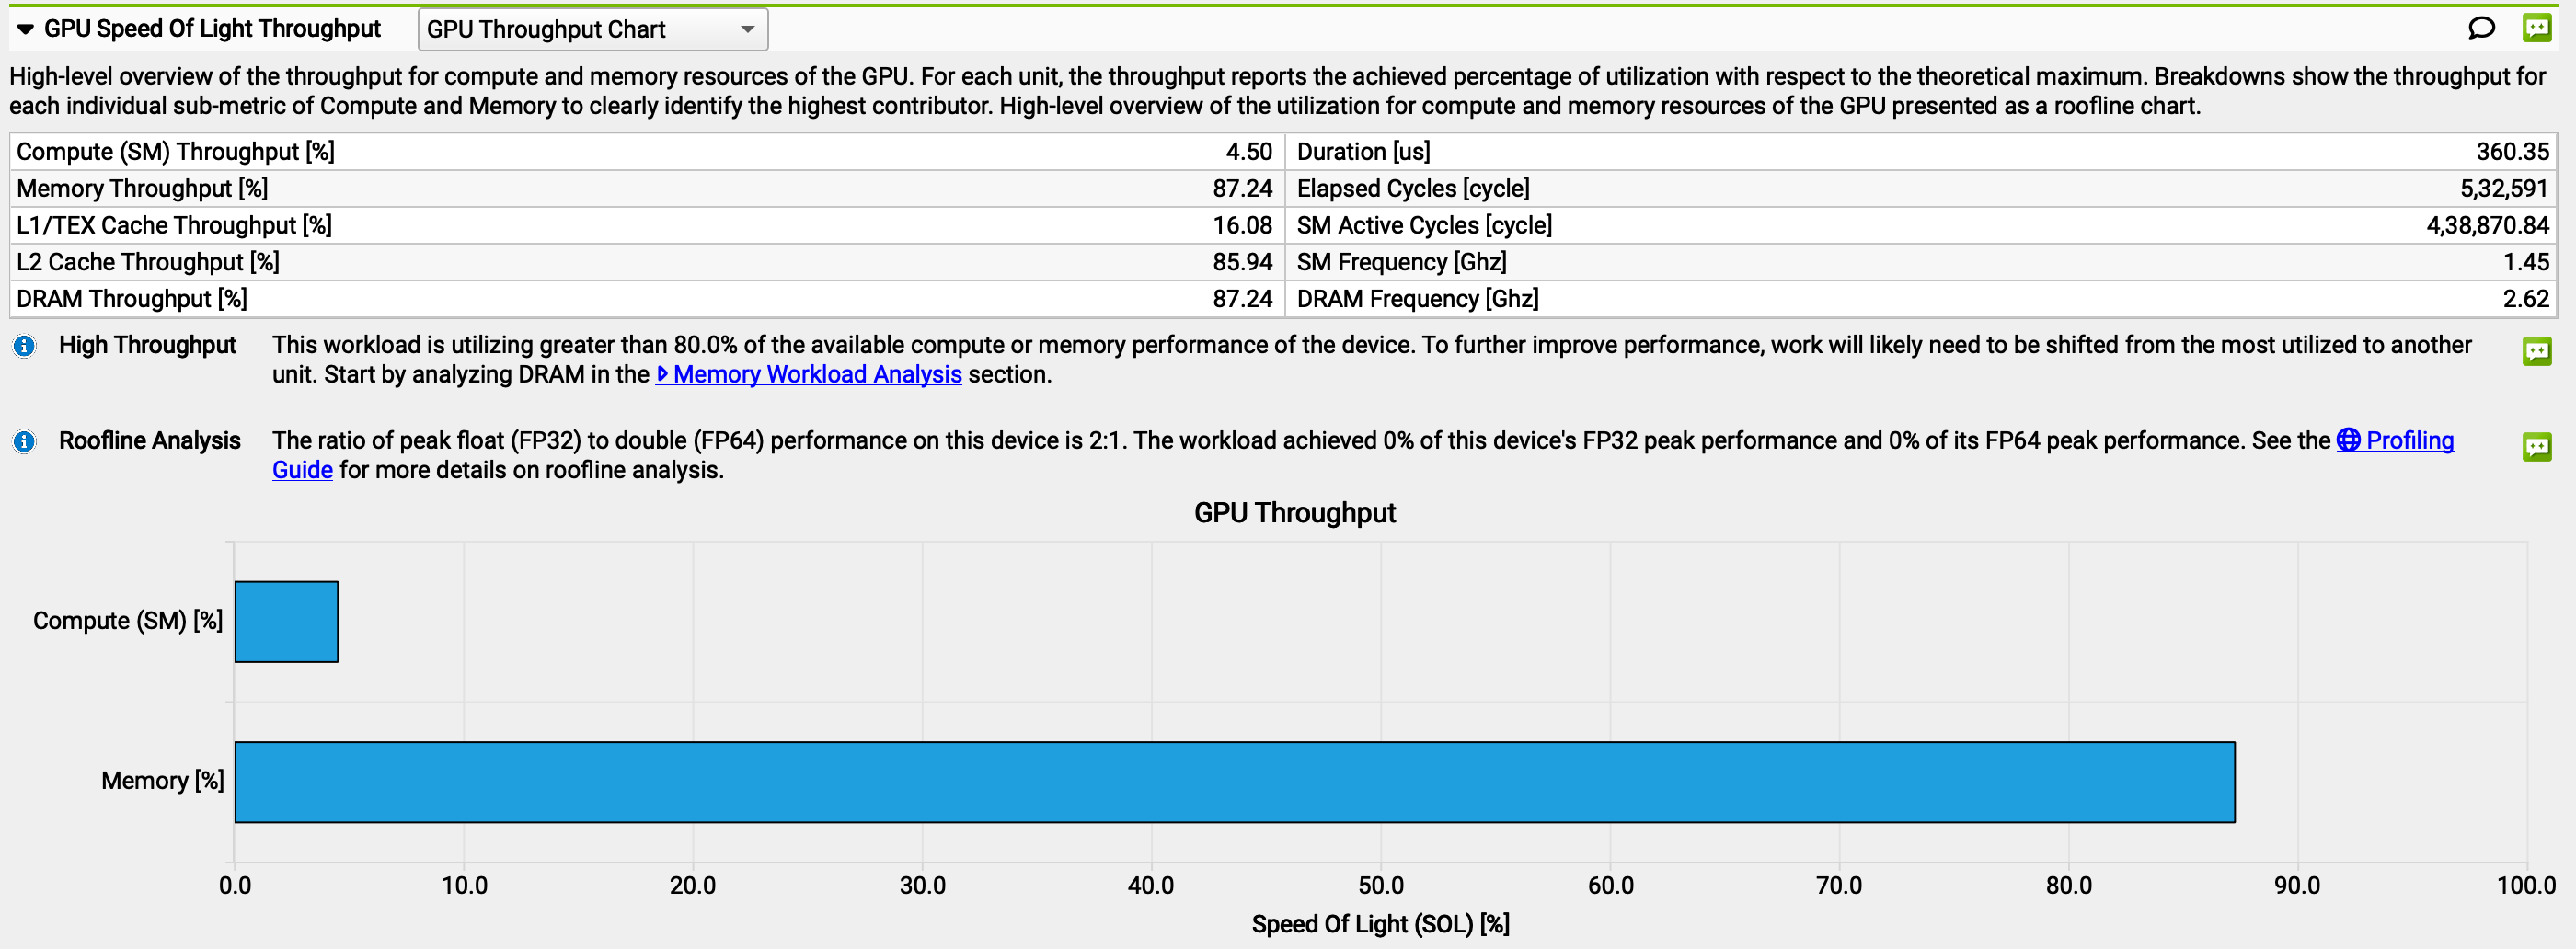 GPU Speed Of Light Throughput GPU Throughput Chart
High-level overview of the throughput for compute and memory resources of the GPU. For each unit, the throughput reports the achieved percentage of utilization with respect to the theoretical maximum. Breakdowns show the throughput for
each individual sub-metric of Compute and Memory to clearly identify the highest contributor. High-level overview of the utilization for compute and memory resources of the GPU presented as a roofline chart.
Compute (SM) Throughput [%] 4.50 Duration [us] 360.35
Memory Throughput [%] 87.24 Elapsed Cycles [cycle] 5,32,591
L1/TEX Cache Throughput [%] 16.08 SM Active Cycles [cycle] 4,38,870.84
L2 Cache Throughput [%] 85.94 SM Frequency [Ghz] 1.45
DRAM Throughput [%] 87.24 DRAM Frequency [Ghz] 2.62
High Throughput This workload is utilizing greater than 80.0% of the available compute or memory performance of the device. To further improve performance, work will likely need to be shifted from the most utilized to another
unit. Start by analyzing DRAM in the Memory Workload Analysis section.
Roofline Analysis The ratio of peak float (FP32) to double (FP64) performance on this device is 2:1. The workload achieved 0% of this device's FP32 peak performance and 0% of its FP64 peak performance. See the Profiling
Guide for more details on roofline analysis.
GPU Throughput
Compute (SM) [%]
Memory [%]
0.0 10.0 20.0 30.0 40.0 50.0 60.0 70.0 80.0 90.0 100.0
Speed Of Light (SOL) [%]